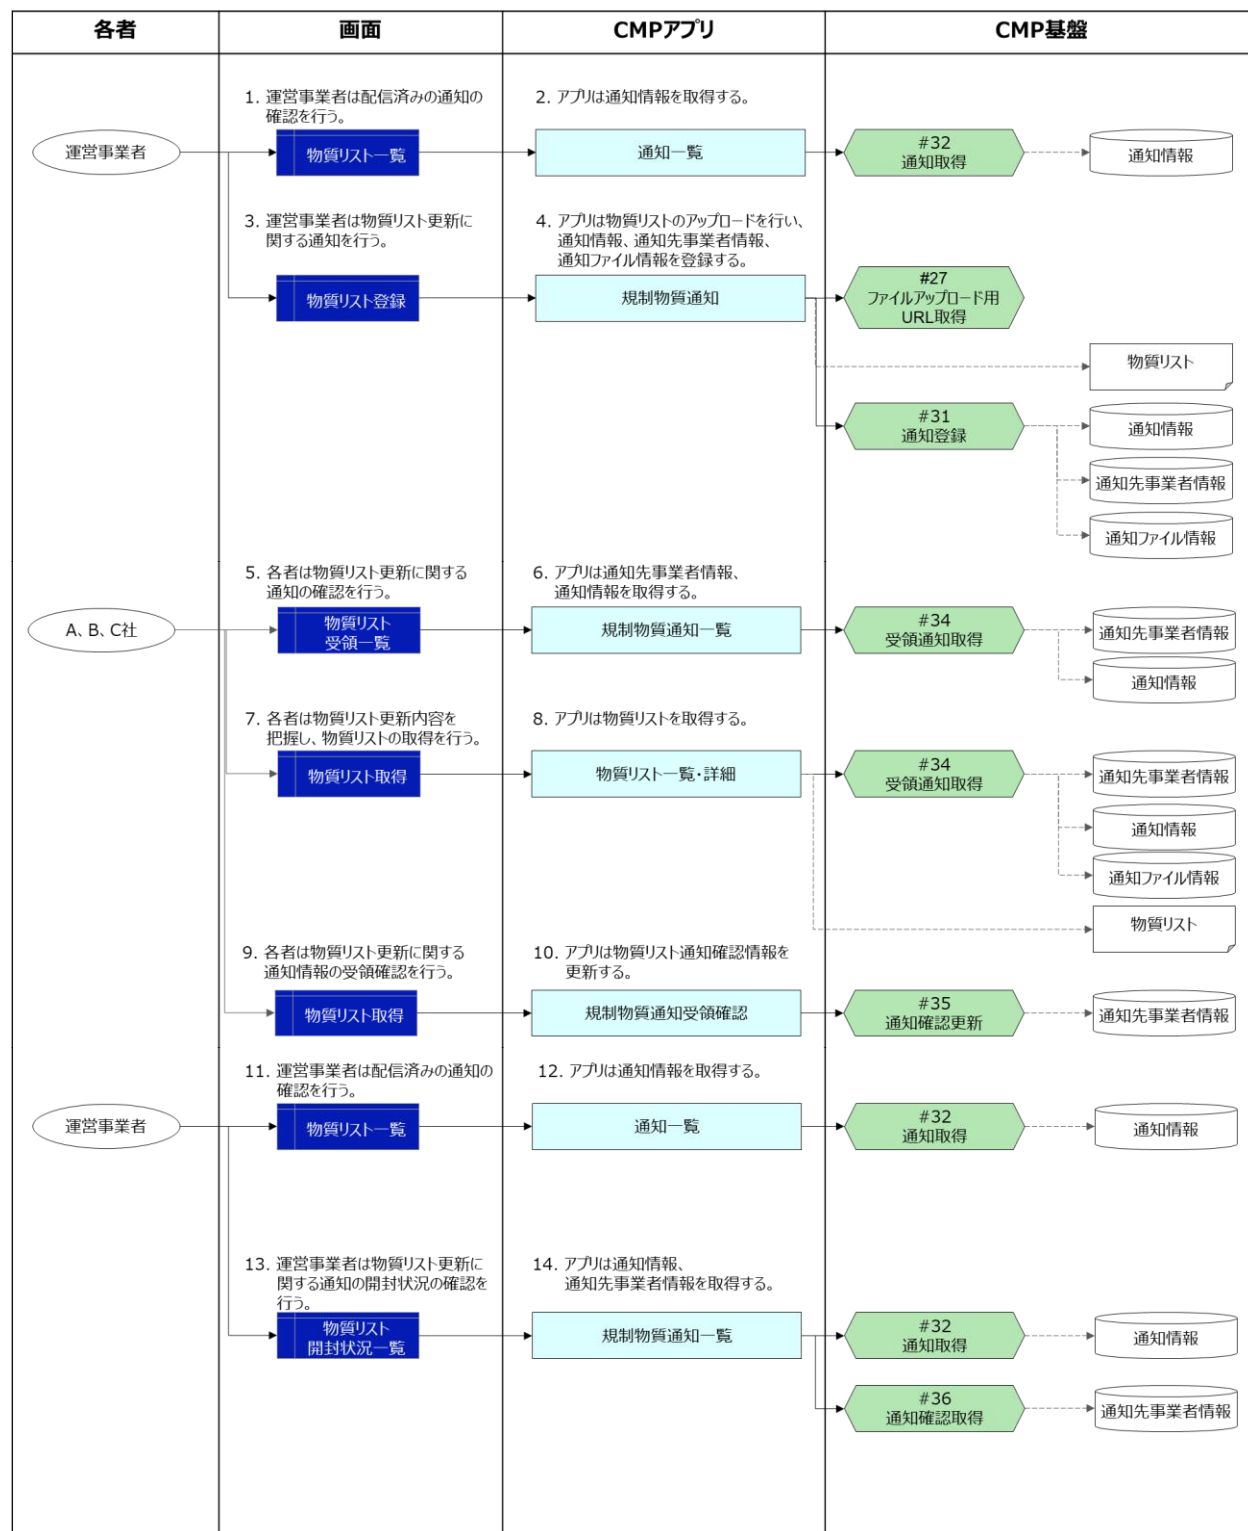 各者
画面
CMPアプリ
CMP基盤
1. 運営事業者は配信済みの通知の
確認を行う。
2. アプリは通知情報を取得する。
運営事業者
物質リスト一覧
通知一覧
#32
通知取得
通知情報
3. 運営事業者は物質リスト更新に
関する通知を行う。
4. アプリは物質リストのアップロードを行い、
通知情報、通知先事業者情報、
通知ファイル情報を登録する。
物質リスト登録
規制物質通知
#27
ファイルアップロード用
URL取得
物質リスト
#31
通知登録
通知情報
通知先事業者情報
通知ファイル情報
5. 各者は物質リスト更新に関する
通知の確認を行う。
6. アプリは通知先事業者情報、
通知情報を取得する。
A、B、C社
物質リスト
受領一覧
規制物質通知一覧
#34
受領通知取得
通知先事業者情報
通知情報
7. 各者は物質リスト更新内容を
把握し、物質リストの取得を行う。
8. アプリは物質リストを取得する。
物質リスト取得
物質リスト一覧・詳細
#34
受領通知取得
通知先事業者情報
通知情報
通知ファイル情報
物質リスト
9. 各者は物質リスト更新に関する
通知情報の受領確認を行う。
10. アプリは物質リスト通知確認情報を
更新する。
物質リスト取得
規制物質通知受領確認
#35
通知確認更新
通知先事業者情報
11. 運営事業者は配信済みの通知の
確認を行う。
12. アプリは通知情報を取得する。
運営事業者
物質リスト一覧
通知一覧
#32
通知取得
通知情報
13. 運営事業者は物質リスト更新に
関する通知の開封状況の確認を
行う。
14. アプリは通知情報、
通知先事業者情報を取得する。
物質リスト
開封状況一覧
規制物質通知一覧
#32
通知取得
通知情報
#36
通知確認取得
通知先事業者情報